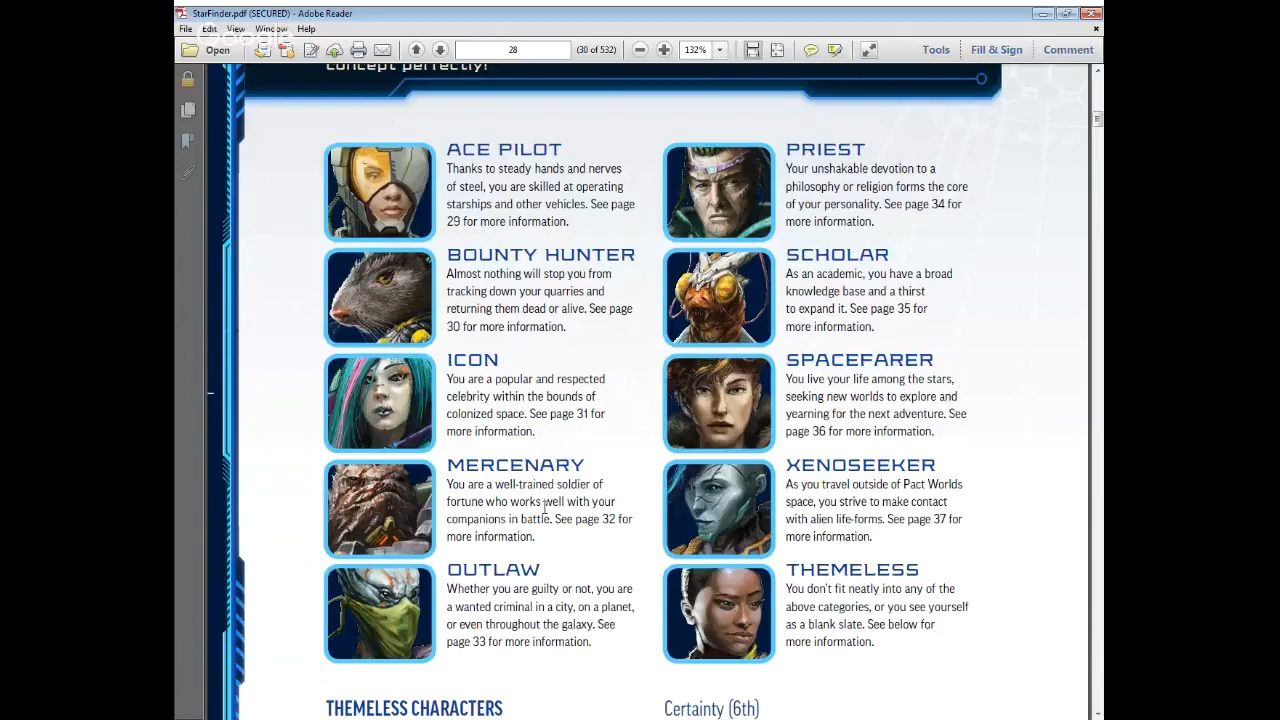 StarFinder.pdf (SECURED) - Adobe Reader
File Edit View Window Help
Google
Open 28 (30 of 532) 132% Tools Fill & Sign Comment
concept perfectly!
ACE PILOT
Thanks to steady hands and nerves
of steel, you are skilled at operating
starships and other vehicles. See page
29 for more information.
BOUNTY HUNTER
Almost nothing will stop you from
tracking down your quarries and
returning them dead or alive. See page
30 for more information.
ICON
You are a popular and respected
celebrity within the bounds of
colonized space. See page 31 for
more information.
MERCENARY
You are a well-trained soldier of
fortune who works well with your
companions in battle. See page 32 for
more information.
OUTLAW
Whether you are guilty or not, you are
a wanted criminal in a city, on a planet,
or even throughout the galaxy. See
page 33 for more information.
PRIEST
Your unshakable devotion to a
philosophy or religion forms the core
of your personality. See page 34 for
more information.
SCHOLAR
As an academic, you have a broad
knowledge base and a thirst
to expand it. See page 35 for
more information.
SPACEFARER
You live your life among the stars,
seeking new worlds to explore and
yearning for the next adventure. See
page 36 for more information.
XENOSEEKER
As you travel outside of Pact Worlds
space, you strive to make contact
with alien life-forms. See page 37 for
more information.
THEMELESS
You don't fit neatly into any of the
above categories, or you see yourself
as a blank slate. See below for
more information.
THEMELESS CHARACTERS
Certainty (6th)